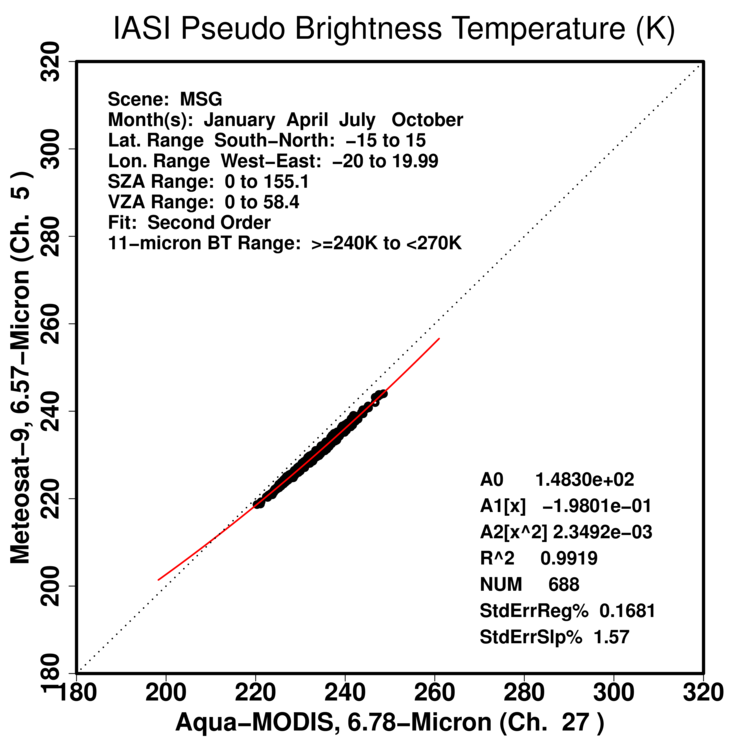 IASI Pseudo Brightness Temperature (K)
Scene: MSG
Month(s): January April July October
Lat. Range South−North: −15 to 15
Lon. Range West−East: −20 to 19.99
SZA Range: 0 to 155.1
VZA Range: 0 to 58.4
Fit: Second Order
11−micron BT Range: >=240K to <270K
Meteosat−9, 6.57−Micron (Ch. 5 )
320
300
280
260
240
220
200
180
A0 1.4830e+02
A1[x] −1.9801e−01
A2[x^2] 2.3492e−03
R^2 0.9919
NUM 688
StdErrReg% 0.1681
StdErrSlp% 1.57
180 200 220 240 260 280 300 320
Aqua−MODIS, 6.78−Micron (Ch. 27 )